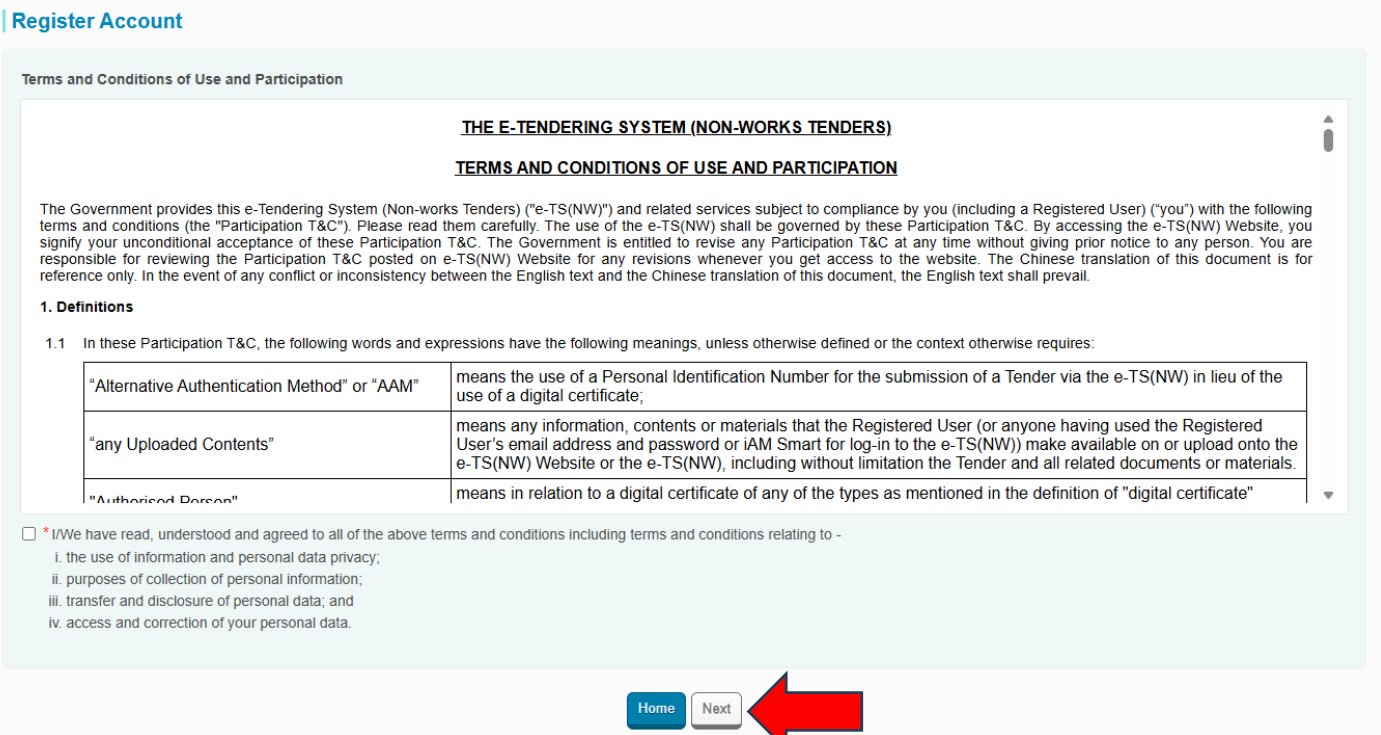 Register Account
Terms and Conditions of Use and Participation
THE E-TENDERING SYSTEM (NON-WORKS TENDERS)
TERMS AND CONDITIONS OF USE AND PARTICIPATION
The Government provides this e-Tendering System (Non-works Tenders) ("e-TS(NW)") and related services subject to compliance by you (including a Registered User) (“you”) with the following
terms and conditions (the "Participation T&C"). Please read them carefully. The use of the e-TS(NW) shall be governed by these Participation T&C. By accessing the e-TS(NW) Website, you
signify your unconditional acceptance of these Participation T&C. The Government is entitled to revise any Participation T&C at any time without giving prior notice to any person. You are
responsible for reviewing the Participation T&C posted on e-TS(NW) Website for any revisions whenever you get access to the website. The Chinese translation of this document is for
reference only. In the event of any conflict or inconsistency between the English text and the Chinese translation of this document, the English text shall prevail.
1. Definitions
1.1 In these Participation T&C, the following words and expressions have the following meanings, unless otherwise defined or the context otherwise requires:
“Alternative Authentication Method” or “AAM”
means the use of a Personal Identification Number for the submission of a Tender via the e-TS(NW) in lieu of the
use of a digital certificate;
“any Uploaded Contents”
means any information, contents or materials that the Registered User (or anyone having used the Registered
User’s email address and password or iAM Smart for log-in to the e-TS(NW)) make available on or upload onto the
e-TS(NW) Website or the e-TS(NW), including without limitation the Tender and all related documents or materials.
"Authorised Person"
means in relation to a digital certificate of any of the types as mentioned in the definition of "digital certificate"
* I/We have read, understood and agreed to all of the above terms and conditions including terms and conditions relating to -
i. the use of information and personal data privacy;
ii. purposes of collection of personal information;
iii. transfer and disclosure of personal data; and
iv. access and correction of your personal data.
Home Next